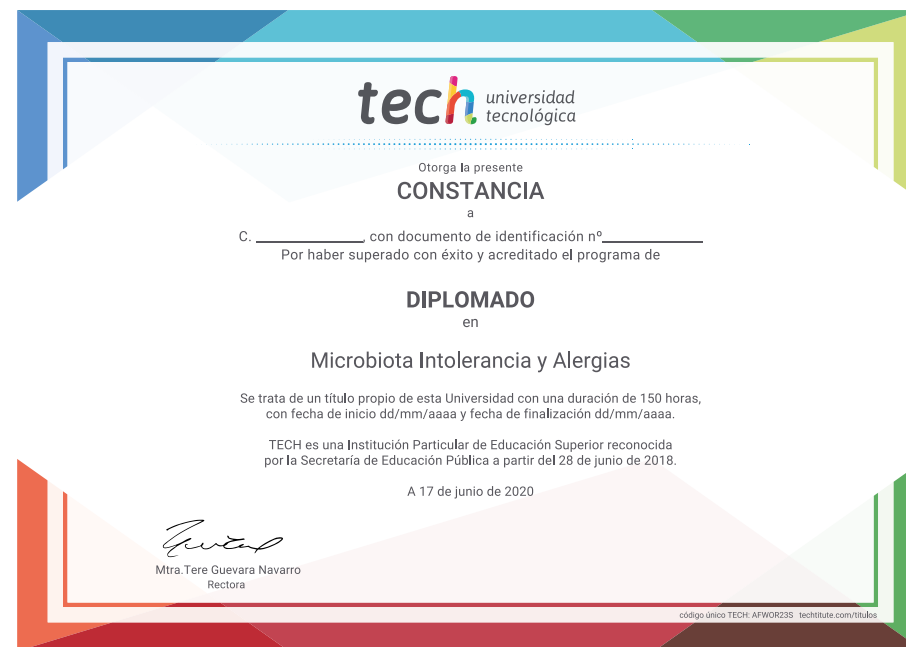 tech universidad
tecnológica
Otorga la presente
CONSTANCIA
a
C. ______________, con documento de identificación nº_____________
Por haber superado con éxito y acreditado el programa de
DIPLOMADO
en
Microbiota Intolerancia y Alergias
Se trata de un título propio de esta Universidad con una duración de 150 horas,
con fecha de inicio dd/mm/aaaa y fecha de finalización dd/mm/aaaa.
TECH es una Institución Particular de Educación Superior reconocida
por la Secretaría de Educación Pública a partir del 28 de junio de 2018.
A 17 de junio de 2020
Mtra.Tere Guevara Navarro
Rectora
código único TECH: AFWOR23S techtitute.com/titulos